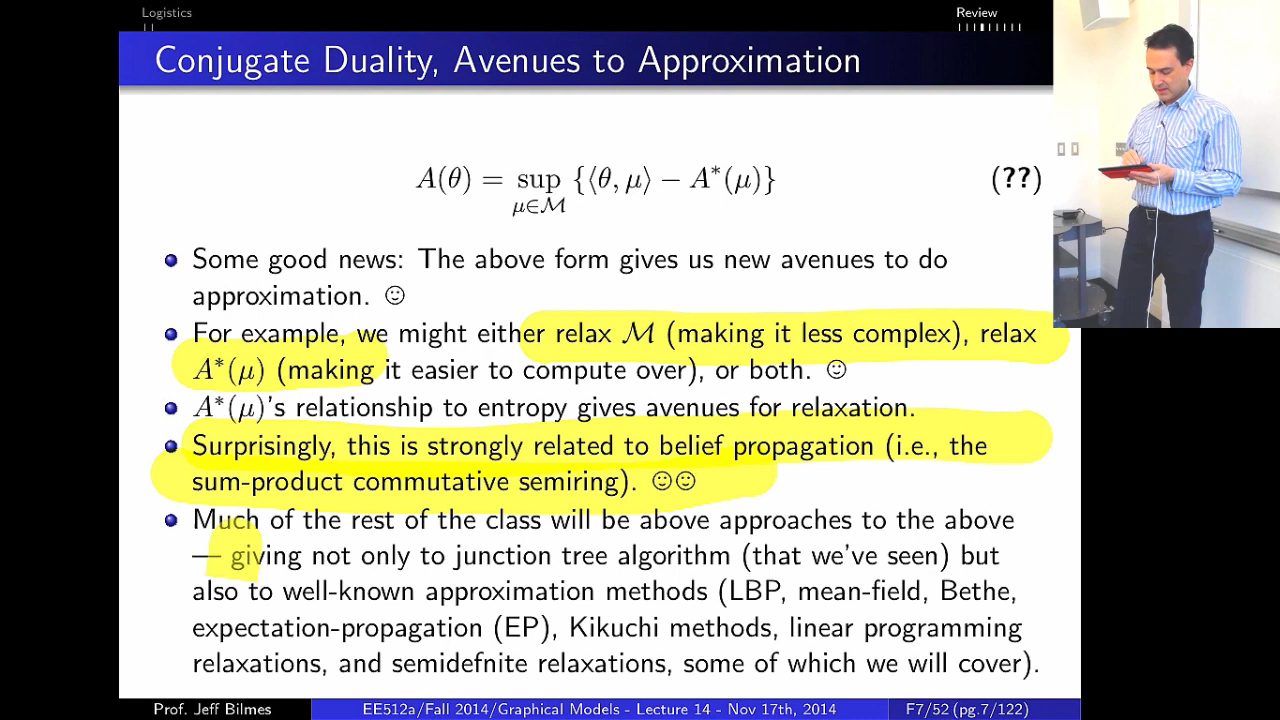 Logistics Review
Conjugate Duality, Avenues to Approximation
A(θ) = sup {⟨θ, μ⟩ − A*(μ)} (??)
μ∈ℳ
Some good news: The above form gives us new avenues to do
approximation. ☺
For example, we might either relax ℳ (making it less complex), relax
A*(μ) (making it easier to compute over), or both. ☺
A*(μ)'s relationship to entropy gives avenues for relaxation.
Surprisingly, this is strongly related to belief propagation (i.e., the
sum-product commutative semiring). ☺☺
Much of the rest of the class will be above approaches to the above
— giving not only to junction tree algorithm (that we've seen) but
also to well-known approximation methods (LBP, mean-field, Bethe,
expectation-propagation (EP), Kikuchi methods, linear programming
relaxations, and semidefnite relaxations, some of which we will cover).
Prof. Jeff Bilmes EE512a/Fall 2014/Graphical Models - Lecture 14 - Nov 17th, 2014 F7/52 (pg.7/122)